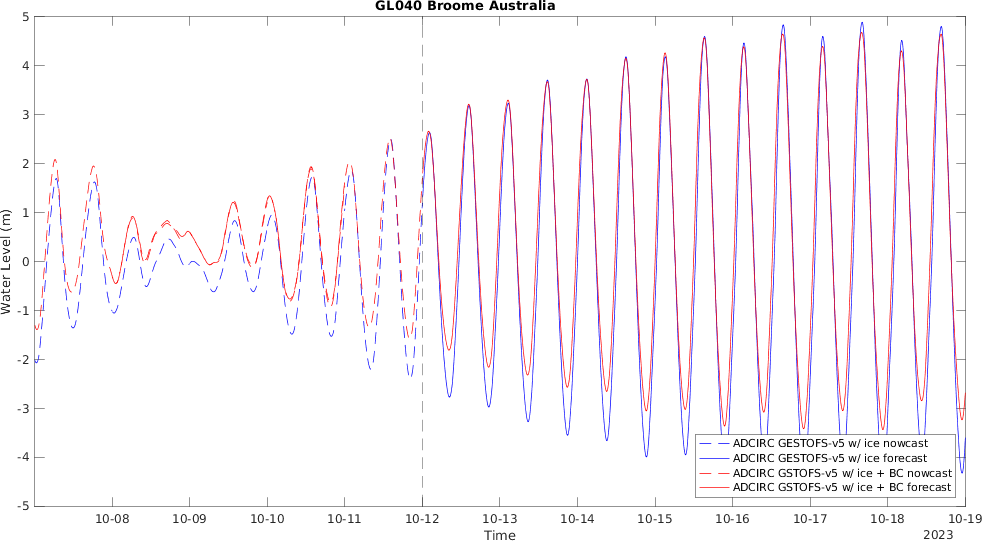 GL040 Broome Australia
5
4
3
2
1
0
-1
-2
-3
-4
-5
Water Level (m)
ADCIRC GESTOFS-v5 w/ ice nowcast
ADCIRC GESTOFS-v5 w/ ice forecast
ADCIRC GSTOFS-v5 w/ ice + BC nowcast
ADCIRC GSTOFS-v5 w/ ice + BC forecast
10-08 10-09 10-10 10-11 10-12 10-13 10-14 10-15 10-16 10-17 10-18 10-19
Time 2023